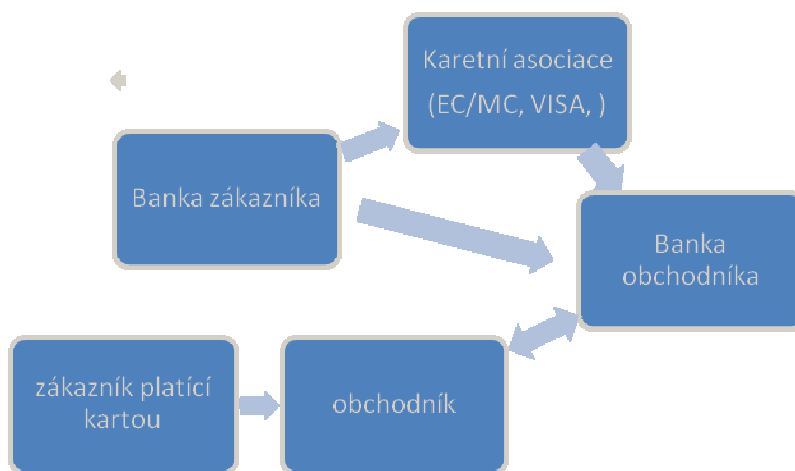 Karetní asociace
(EC/MC, VISA, )
Banka zákazníka
Banka
obchodníka
zákazník platící
kartou
obchodník